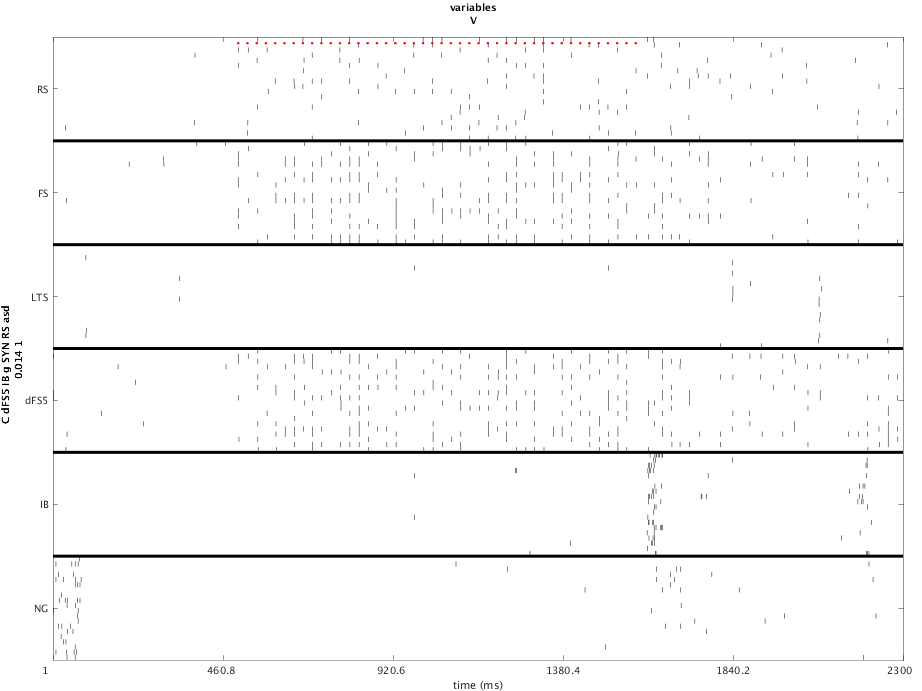 variables
V
RS
FS
LTS
dFS5
IB
NG
C dFS5 IB g SYN RS asd
0.014 1
1
460.8
920.6
1380.4
1840.2
2300
time (ms)